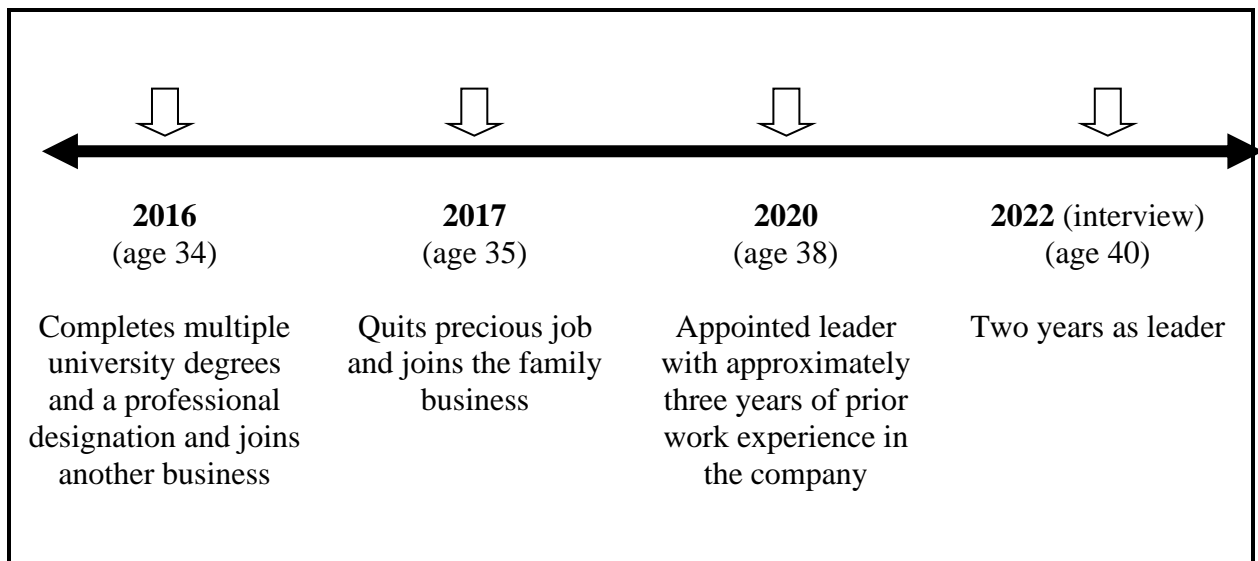 2016
(age 34)
Completes multiple
university degrees
and a professional
designation and joins
another business
2017
(age 35)
Quits precious job
and joins the family
business
2020
(age 38)
Appointed leader
with approximately
three years of prior
work experience in
the company
2022 (interview)
(age 40)
Two years as leader